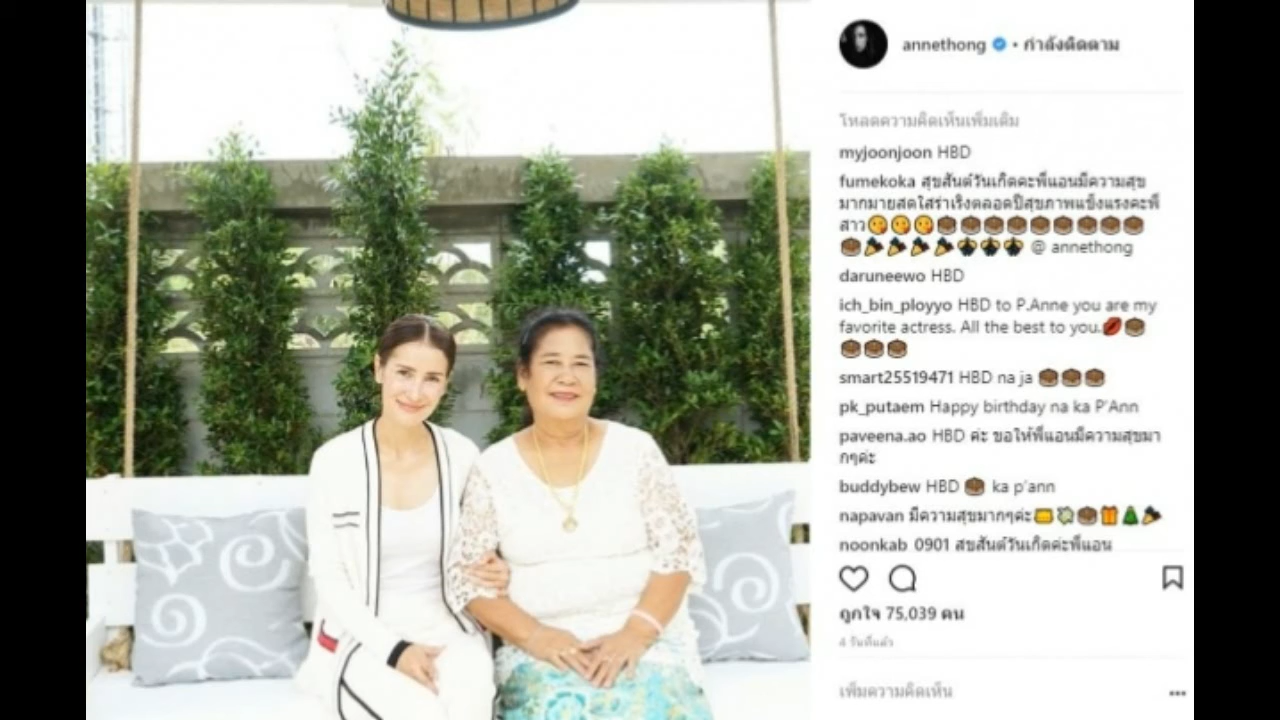 annethong • กำลังติดตาม
โหลดความคิดเห็นเพิ่มเติม
myjoonjoon HBD
fumekoka สุขสันต์วันเกิดคะพี่แอนมีความสุข
มากมายสดใสร่าเริงตลอดปีสุขภาพแข็งแรงคะพี่
สาว😘😘😘🎂🎂🎂🎂🎂🎂🎂🎂🎂
🎂🎉🎉🎉🎉👑👑👑 @ annethong
daruneewo HBD
ich_bin_ployyo HBD to P.Anne you are my
favorite actress. All the best to you.💋🎂
🎂🎂🎂
smart25519471 HBD na ja 🎂🎂🎂
pk_putaem Happy birthday na ka P'Ann
paveena.ao HBD ค่ะ ขอให้พี่แอนมีความสุขมา
กๆค่ะ
buddybew HBD 🎂 ka p'ann
napavan มีความสุขมากๆค่ะ
noonkab_0901 สุขสันต์วันเกิดค่ะพี่แอน
ถูกใจ 75,039 คน
4 วันที่แล้ว
เพิ่มความคิดเห็น